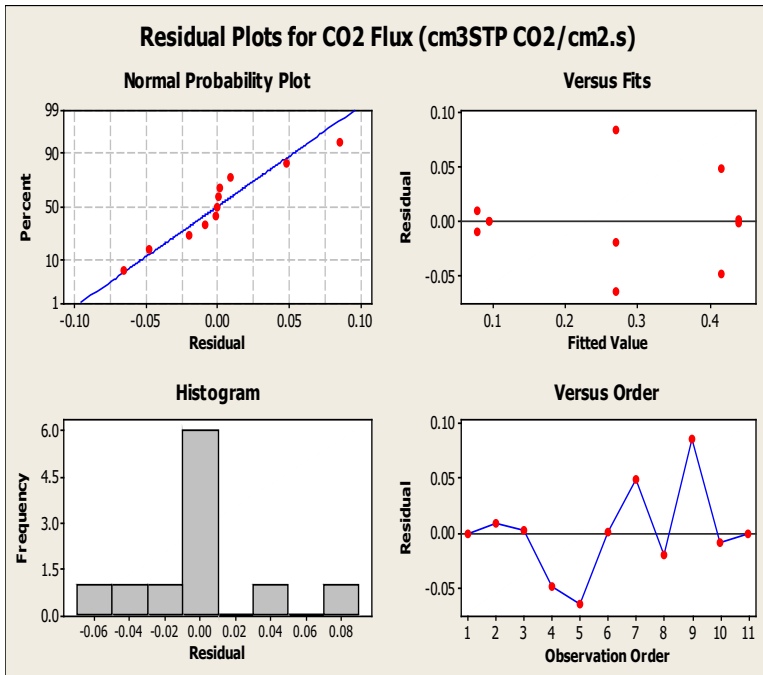 Residual Plots for CO2 Flux (cm3STP CO2/cm2.s)
Normal Probability Plot
99
90
50
10
1
Percent
-0.10 -0.05 0.00 0.05 0.10
Residual
Versus Fits
0.10
0.05
0.00
-0.05
Residual
0.1 0.2 0.3 0.4
Fitted Value
Histogram
6.0
4.5
3.0
1.5
0.0
Frequency
-0.06 -0.04 -0.02 0.00 0.02 0.04 0.06 0.08
Residual
Versus Order
0.10
0.05
0.00
-0.05
Residual
1 2 3 4 5 6 7 8 9 10 11
Observation Order